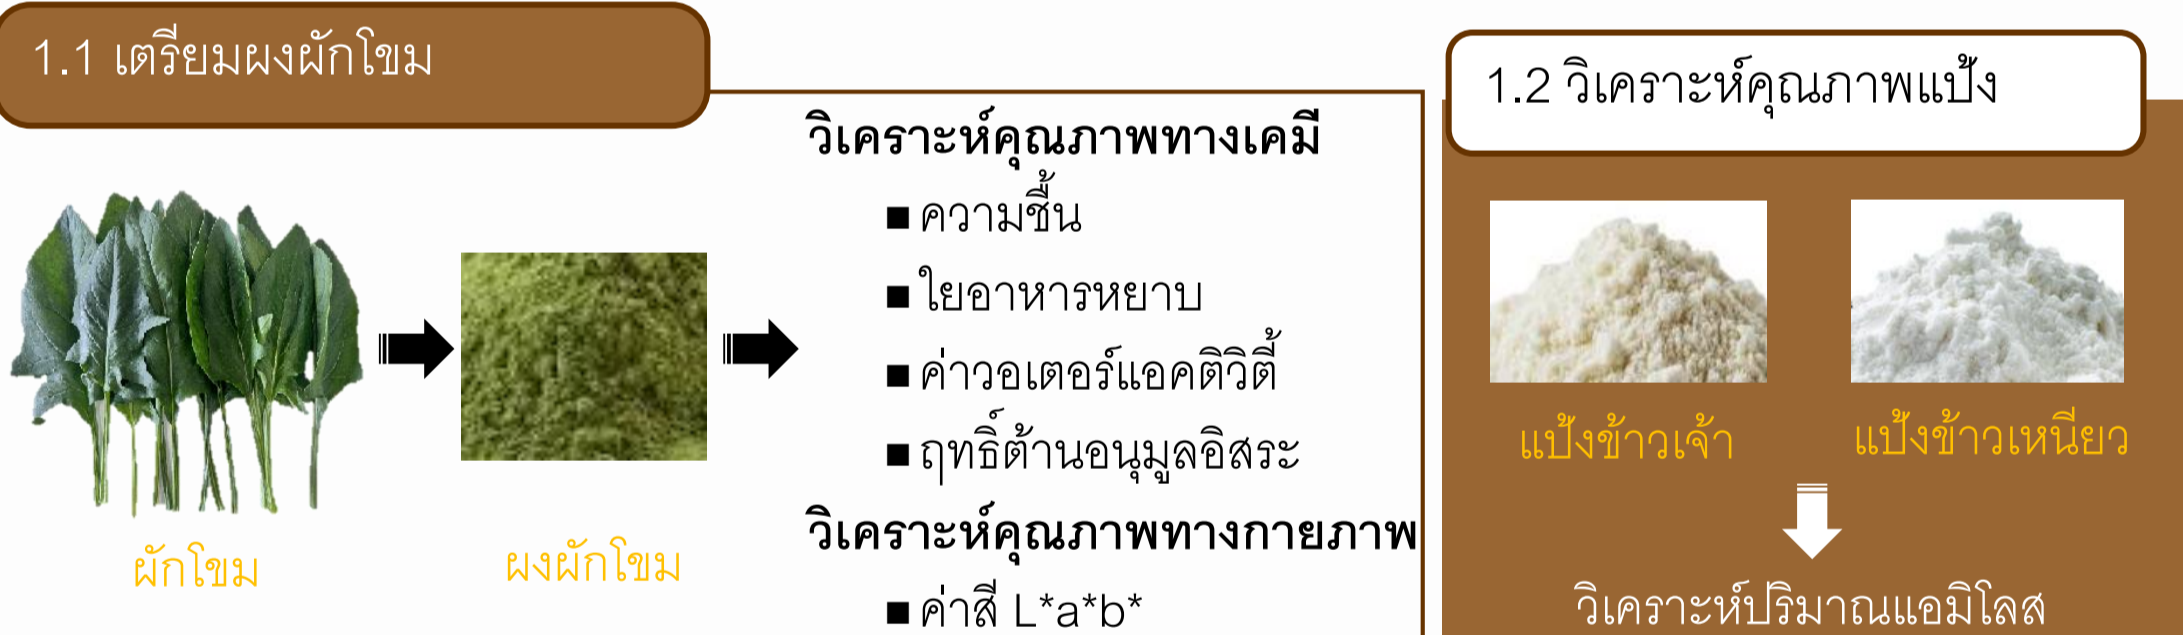 1.1 เตรียมผงผักโขม
ผักโขม
ผงผักโขม
วิเคราะห์คุณภาพทางเคมี
■ ความชื้น
■ ใยอาหารหยาบ
■ ค่าวอเตอร์แอคติวิตี้
■ ฤทธิ์ต้านอนุมูลอิสระ
วิเคราะห์คุณภาพทางกายภาพ
■ ค่าสี L*a*b*
1.2 วิเคราะห์คุณภาพแป้ง
แป้งข้าวเจ้า
แป้งข้าวเหนียว
วิเคราะห์ปริมาณแอมิโลส